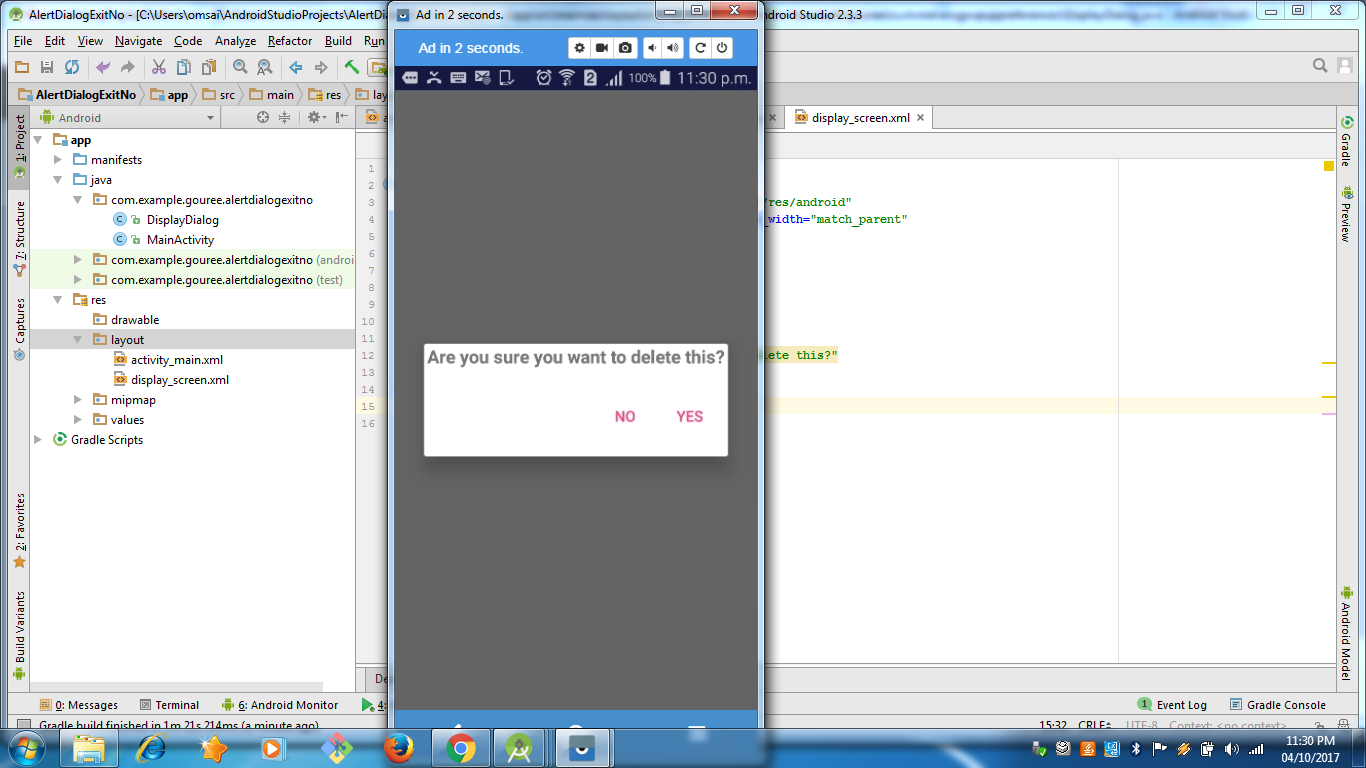 AlertDialogExitNo - [C:\Users\omsai\AndroidStudioProjects\AlertDia
Ad in 2 seconds.
ndroid Studio 2.3.3
File Edit View Navigate Code Analyze Refactor Build Run
Ad in 2 seconds.
2 100% 11:30 p.m.
AlertDialogExitNo app src main res lay
1: Project
Android
display_screen.xml
app
manifests
java
com.example.gouree.alertdialogexitno
DisplayDialog
MainActivity
com.example.gouree.alertdialogexitno (androi
com.example.gouree.alertdialogexitno (test)
res
drawable
layout
activity_main.xml
display_screen.xml
mipmap
values
Gradle Scripts
7: Structure
Captures
2: Favorites
Build Variants
1
2
3 /res/android"
4 _width="match_parent"
5
6
7
8
9
10
11
12 lete this?"
13
14
15
16
Are you sure you want to delete this?
NO YES
Gradle
Preview
Android Model
De
0: Messages Terminal 6: Android Monitor 4: 1 Event Log Gradle Console
Gradle build finished in 1m 21s 214ms (a minute ago) 15:32 CRLF UTF-8 Context: <no context>
11:30 PM
04/10/2017